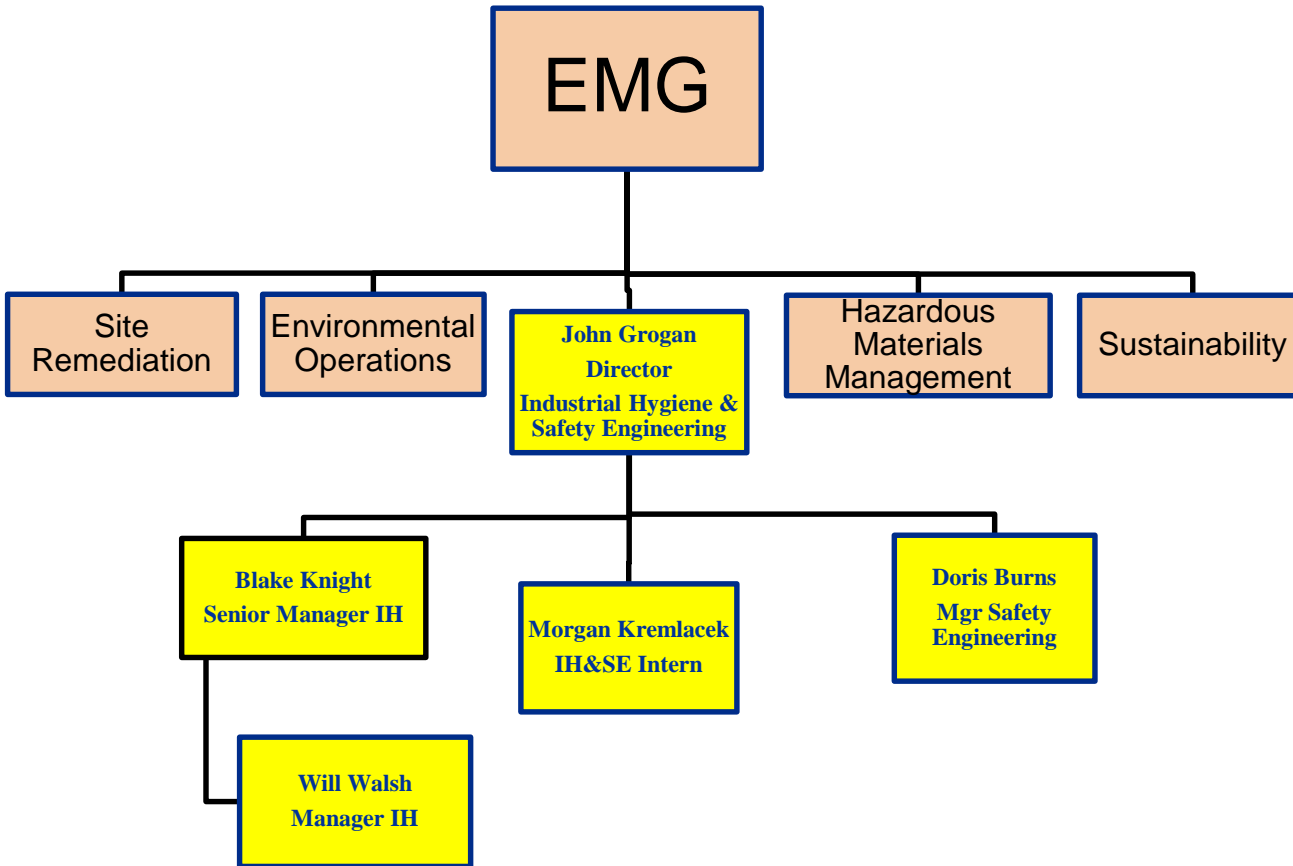 EMG
Site
Remediation
Environmental
Operations
John Grogan
Director
Industrial Hygiene &
Safety Engineering
Hazardous
Materials
Management
Sustainability
Blake Knight
Senior Manager IH
Morgan Kremlacek
IH&SE Intern
Doris Burns
Mgr Safety
Engineering
Will Walsh
Manager IH